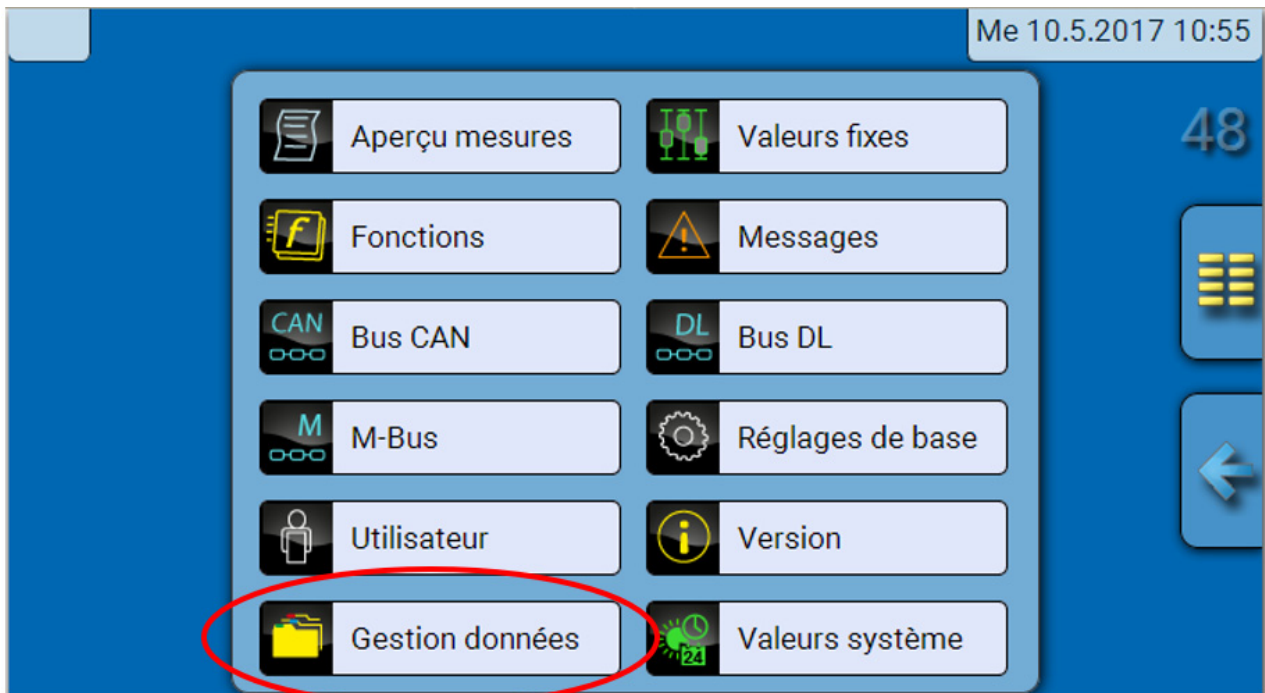 Me 10.5.2017 10:55
48
Aperçu mesures
Valeurs fixes
f Fonctions
Messages
CAN Bus CAN
DL Bus DL
M M-Bus
Réglages de base
Utilisateur
i Version
Gestion données
24 Valeurs système